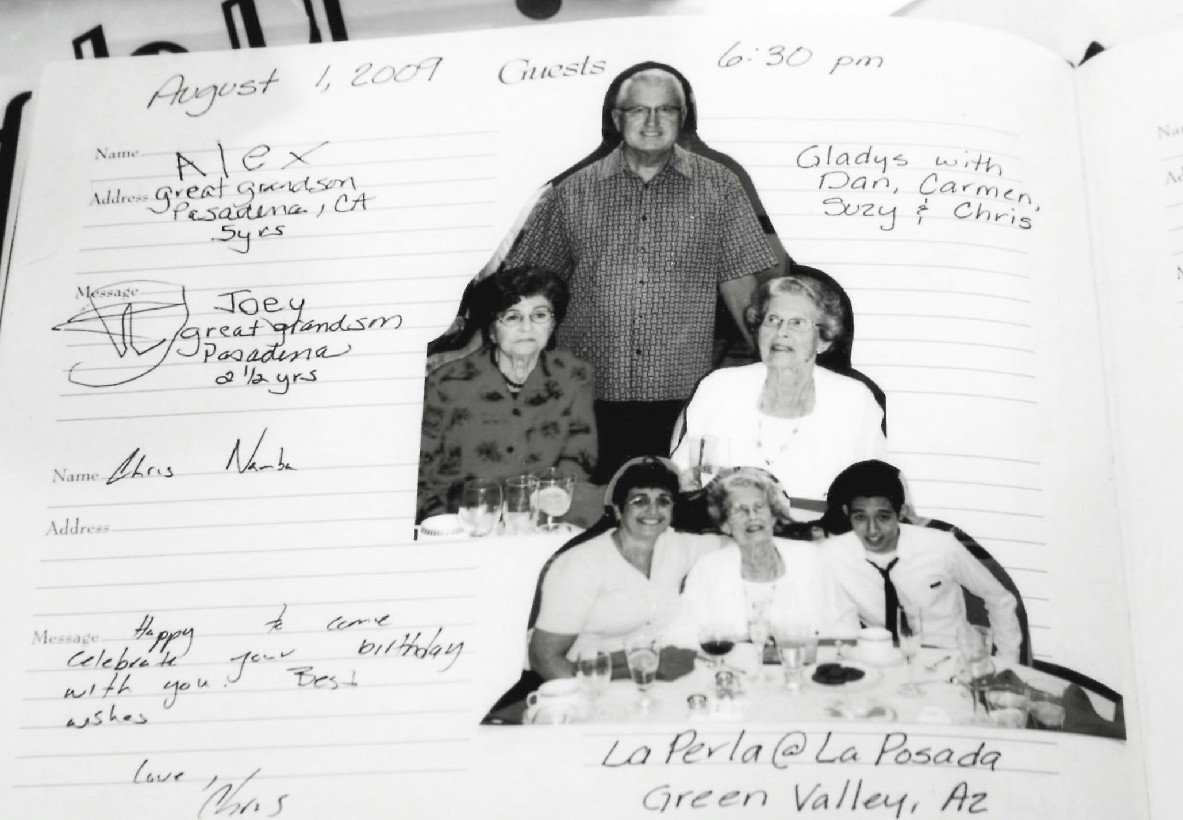 August 1, 2009
Guests
6:30 pm
Name Alex
Address great grandson
Pasadena, CA
5yrs
Message
Joey
great grandson
Pasadena
2 1/2 yrs
Name Chris Namba
Address
Message Happy to come
celebrate your birthday
with you. Best
wishes
love,
Chris
Gladys with
Dan, Carmen,
Suzy & Chris
La Perla @ La Posada
Green Valley, Az